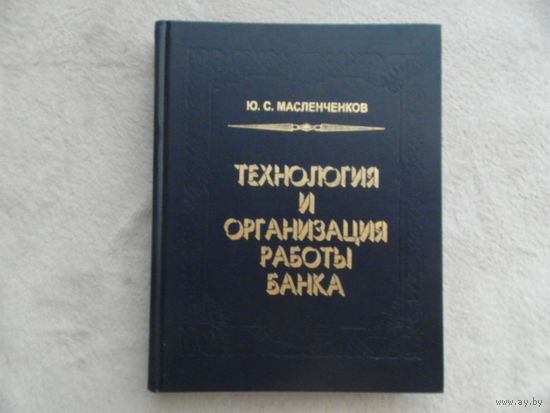 Ю. С. МАСЛЕНЧЕНКОВ
ТЕХНОЛОГИЯ
И
ОРГАНИЗАЦИЯ
РАБОТЫ
БАНКА
www.ay.by